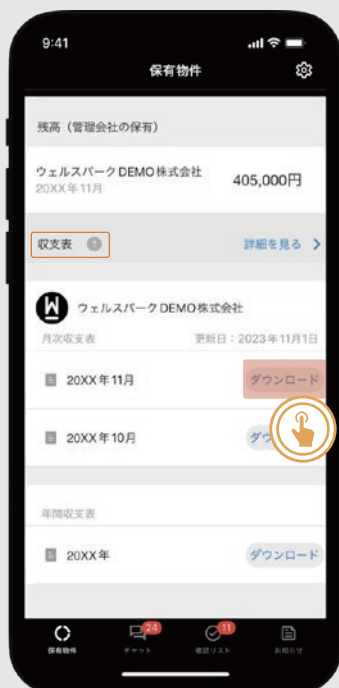 9:41
保有物件
残高（管理会社の保有）
ウェルスパークDEMO株式会社
20XX年11月
405,000円
収支表 ?
詳細を見る >
ウェルスパークDEMO株式会社
月次収支表 更新日：2023年11月1日
20XX年11月 ダウンロード
20XX年10月 ダウ
年間収支表
20XX年 ダウンロード
24 11
保有物件 チャット 確認リスト お知らせ